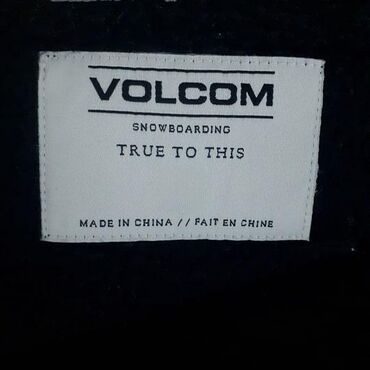 VOLCOM
SNOWBOARDING
TRUE TO THIS
MADE IN CHINA // FAIT EN CHINE